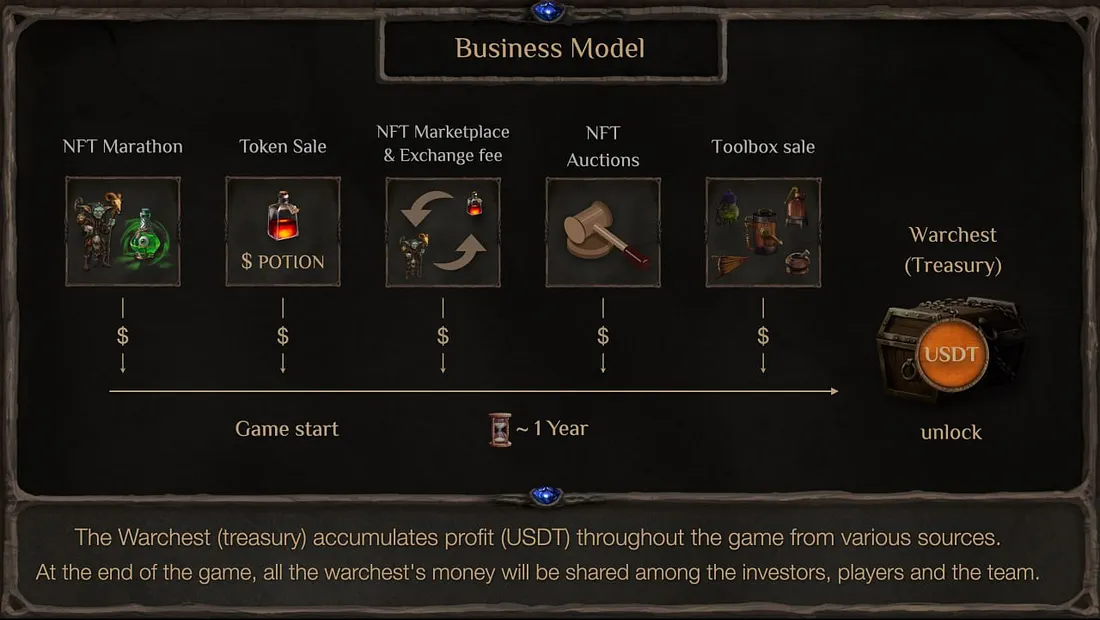 Business Model
NFT Marathon
Token Sale
NFT Marketplace
& Exchange fee
NFT
Auctions
Toolbox sale
$ POTION
$
$
$
$
$
Warchest
(Treasury)
USDT
unlock
Game start
~ 1 Year
The Warchest (treasury) accumulates profit (USDT) throughout the game from various sources.
At the end of the game, all the warchest's money will be shared among the investors, players and the team.